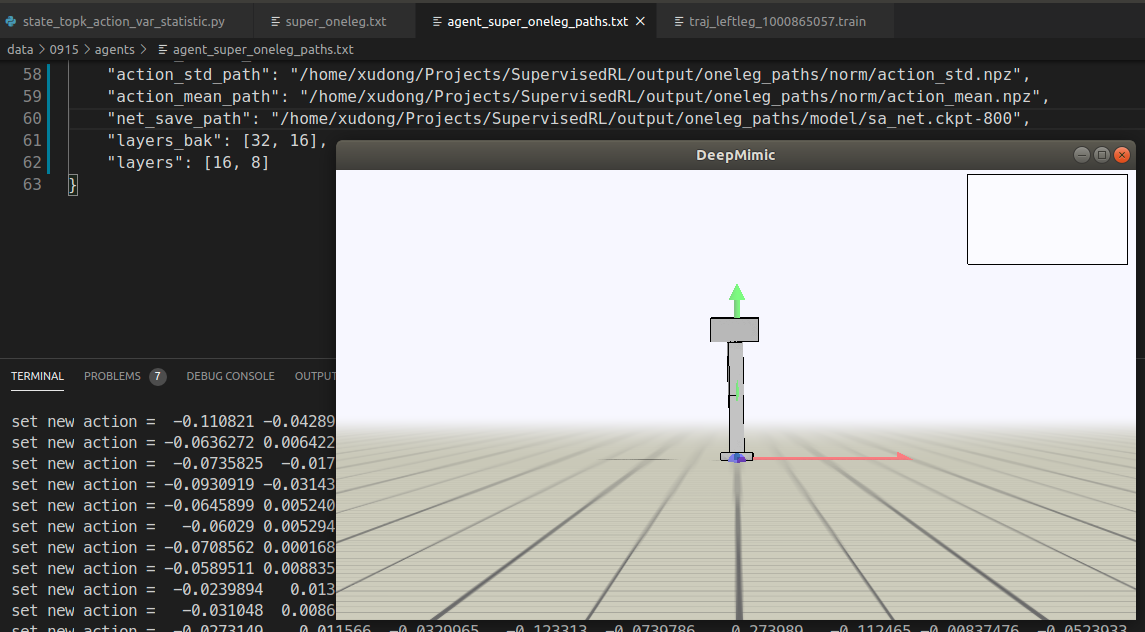 state_topk_action_var_statistic.py super_oneleg.txt agent_super_oneleg_paths.txt traj_leftleg_1000865057.train
data > 0915 > agents > agent_super_oneleg_paths.txt
58 "action_std_path": "/home/xudong/Projects/SupervisedRL/output/oneleg_paths/norm/action_std.npz",
59 "action_mean_path": "/home/xudong/Projects/SupervisedRL/output/oneleg_paths/norm/action_mean.npz",
60 "net_save_path": "/home/xudong/Projects/SupervisedRL/output/oneleg_paths/model/sa_net.ckpt-800",
61 "layers_bak": [32, 16],
62 "layers": [16, 8]
63 }
DeepMimic
TERMINAL PROBLEMS 7 DEBUG CONSOLE OUTPUT
set new action = -0.110821 -0.04289
set new action = -0.0636272 0.006422
set new action = -0.0735825 -0.017
set new action = -0.0930919 -0.03143
set new action = -0.0645899 0.005240
set new action = -0.06029 0.005294
set new action = -0.0708562 0.000168
set new action = -0.0589511 0.008835
set new action = -0.0239894 0.013
set new action = -0.031048 0.0086
set new action = -0.0273149 0.011566 -0.0329965 -0.123313 -0.0739786 0.273989 -0.112465 -0.00837476 -0.0523933